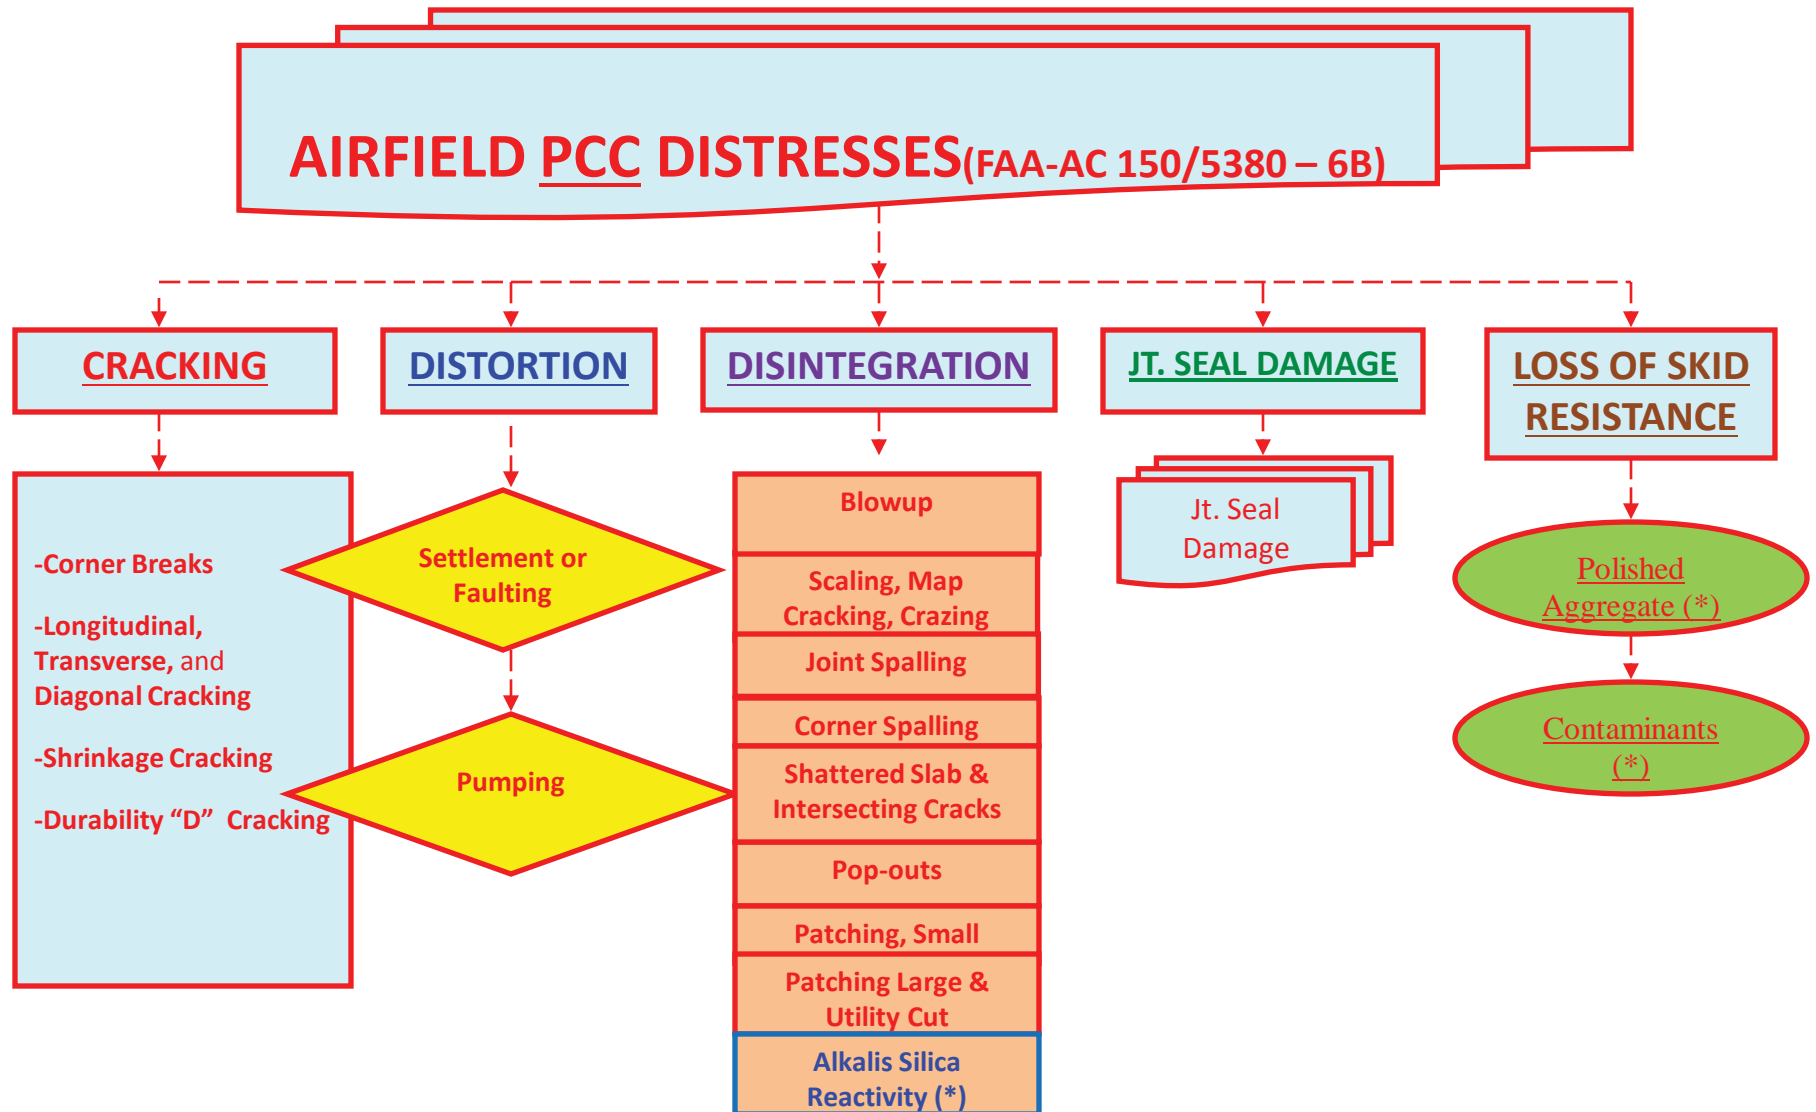 AIRFIELD PCC DISTRESSES(FAA-AC 150/5380 – 6B)
CRACKING
DISTORTION
DISINTEGRATION
JT. SEAL DAMAGE
LOSS OF SKID
RESISTANCE
-Corner Breaks
-Longitudinal,
Transverse, and
Diagonal Cracking
-Shrinkage Cracking
-Durability “D”  Cracking
Settlement or
Faulting
Pumping
Blowup
Scaling, Map
Cracking, Crazing
Joint Spalling
Corner Spalling
Shattered Slab &
Intersecting Cracks
Pop-outs
Patching, Small
Patching Large &
Utility Cut
Alkalis Silica
Reactivity (*)
Jt. Seal
Damage
Polished
Aggregate (*)
Contaminants
(*)